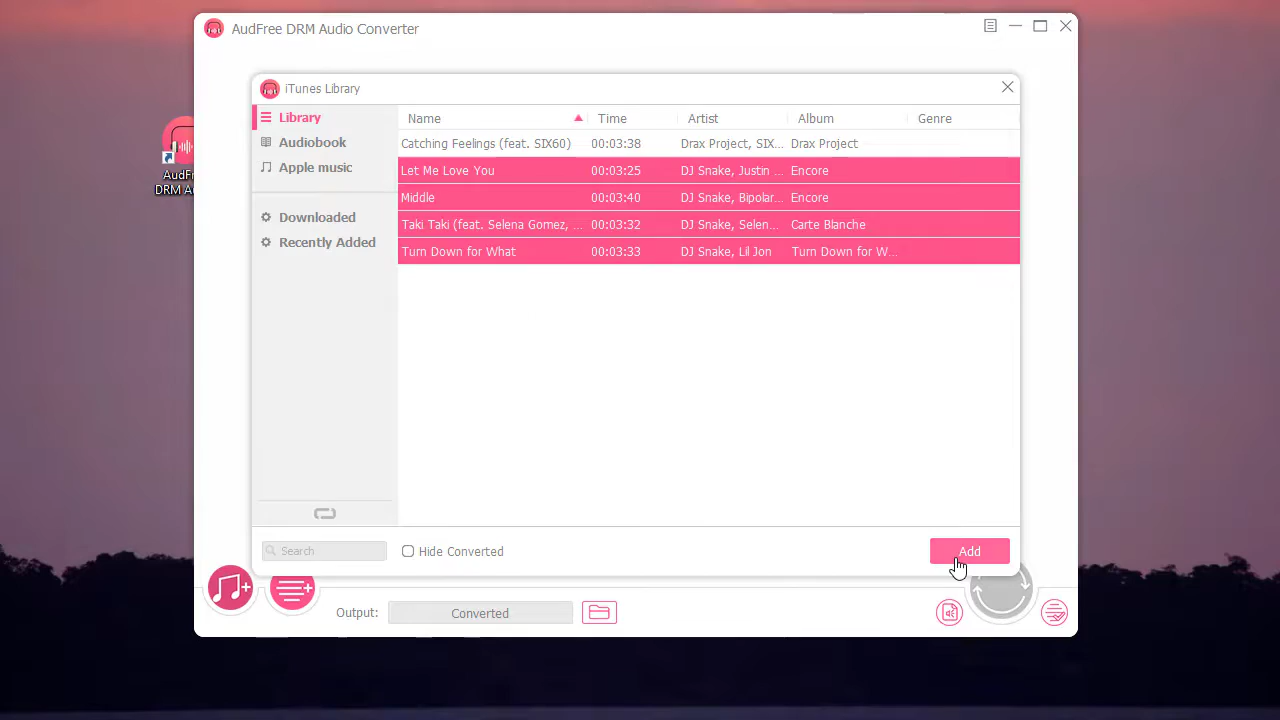 AudFree DRM Audio Converter
iTunes Library
Library
Audiobook
Apple music
Downloaded
Recently Added
Name Time Artist Album Genre
Catching Feelings (feat. SIX60) 00:03:38 Drax Project, SIX... Drax Project
Let Me Love You 00:03:25 DJ Snake, Justin ... Encore
Middle 00:03:40 DJ Snake, Bipolar... Encore
Taki Taki (feat. Selena Gomez, ... 00:03:32 DJ Snake, Selen... Carte Blanche
Turn Down for What 00:03:33 DJ Snake, Lil Jon Turn Down for W...
AudFr
DRM Au
Search
Hide Converted
Add
Output: Converted